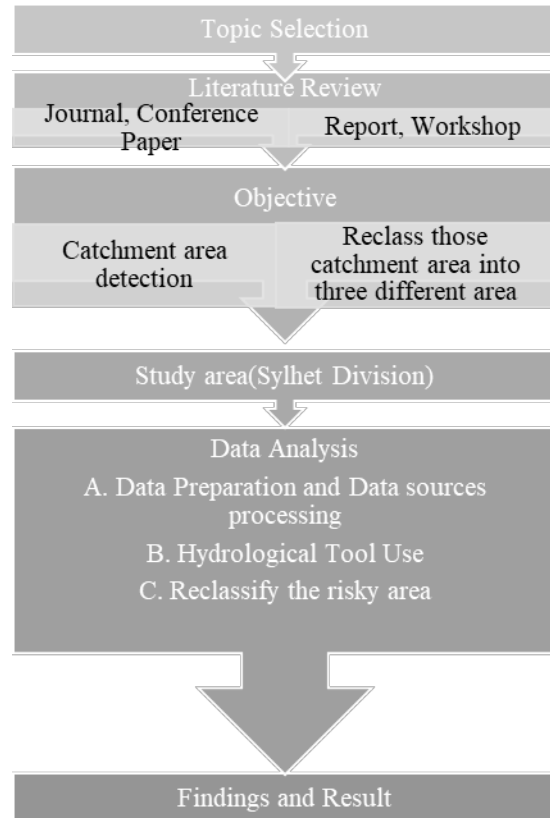 Topic Selection
Literature Review
Journal, Conference
Paper
Report, Workshop
Objective
Catchment area
detection
Reclass those
catchment area into
three different area
Study area(Sylhet Division)
Data Analysis
A. Data Preparation and Data sources
processing
B. Hydrological Tool Use
C. Reclassify the risky area
Findings and Result